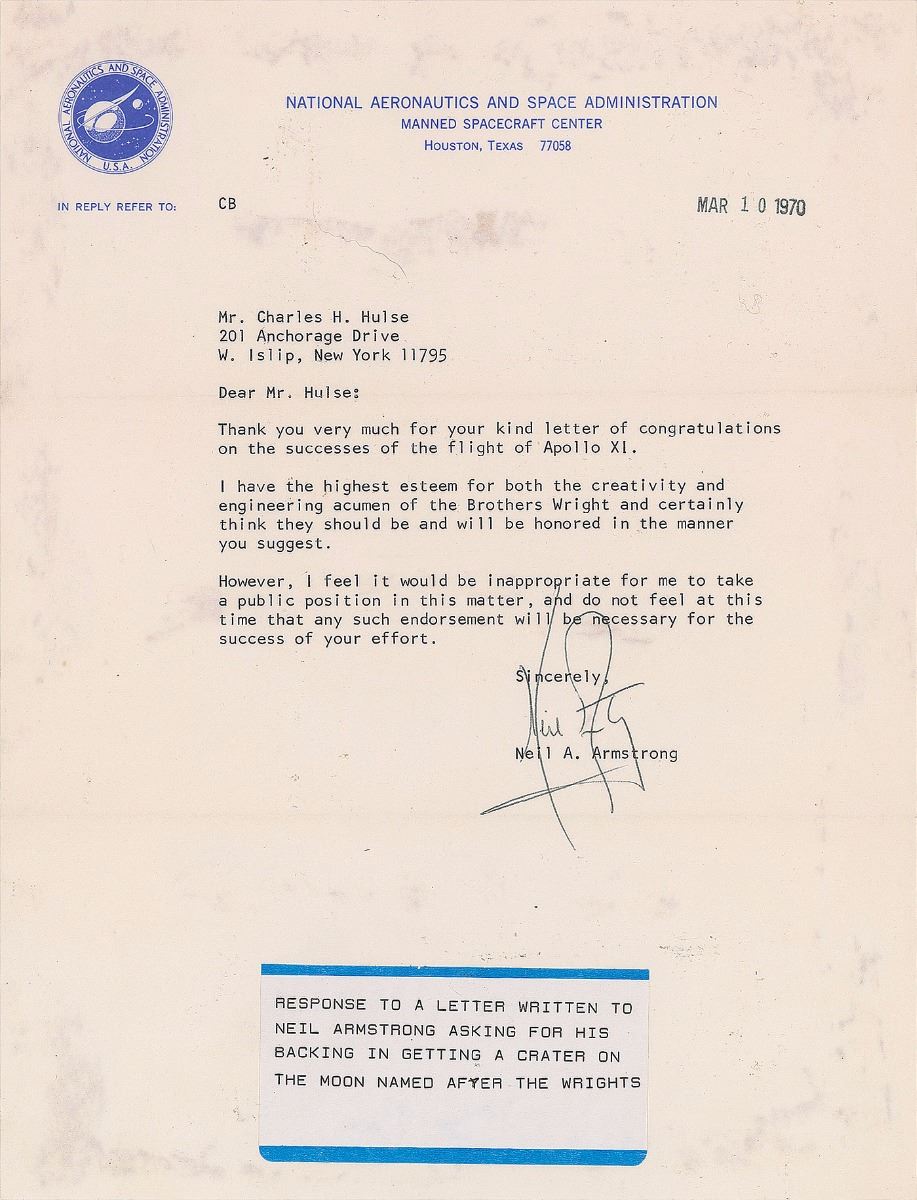 NATIONAL AERONAUTICS AND SPACE ADMINISTRATION
U.S.A.
NATIONAL AERONAUTICS AND SPACE ADMINISTRATION
MANNED SPACECRAFT CENTER
HOUSTON, TEXAS 77058
IN REPLY REFER TO: CB
MAR 10 1970
Mr. Charles H. Hulse
201 Anchorage Drive
W. Islip, New York 11795
Dear Mr. Hulse:
Thank you very much for your kind letter of congratulations
on the successes of the flight of Apollo XI.
I have the highest esteem for both the creativity and
engineering acumen of the Brothers Wright and certainly
think they should be and will be honored in the manner
you suggest.
However, I feel it would be inappropriate for me to take
a public position in this matter, and do not feel at this
time that any such endorsement will be necessary for the
success of your effort.
Sincerely,
Neil A. Armstrong
RESPONSE TO A LETTER WRITTEN TO
NEIL ARMSTRONG ASKING FOR HIS
BACKING IN GETTING A CRATER ON
THE MOON NAMED AFTER THE WRIGHTS